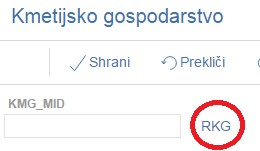 Kmetijsko gospodarstvo
Shrani Prekliči
KMG_MID
RKG